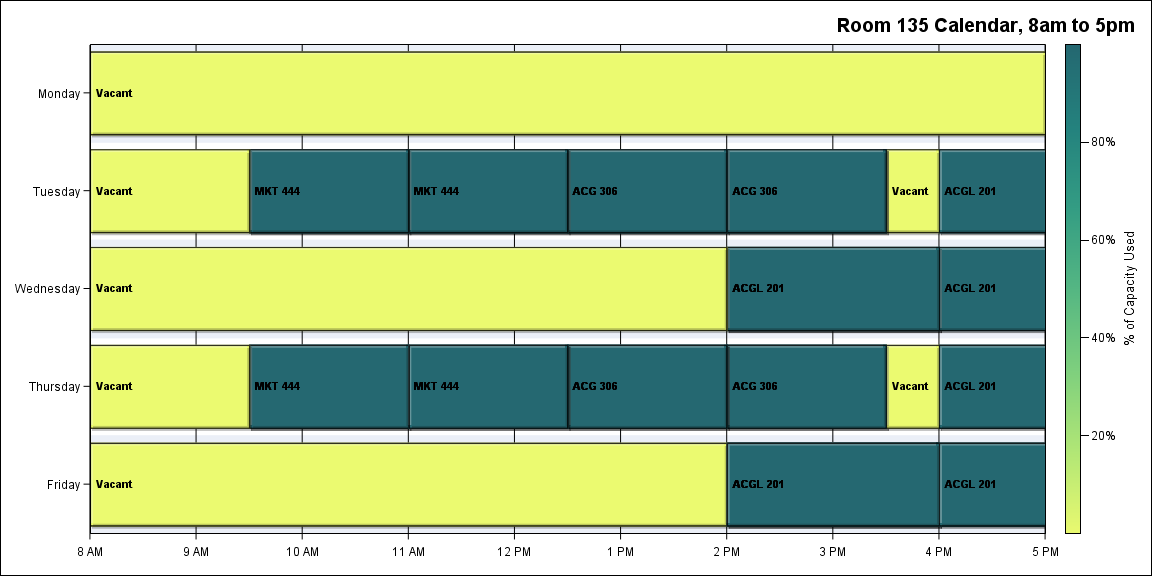 Room 135 Calendar, 8am to 5pm
Monday
Vacant
Tuesday
Vacant
MKT 444
MKT 444
ACG 306
ACG 306
Vacant
ACGL 201
Wednesday
Vacant
ACGL 201
ACGL 201
Thursday
Vacant
MKT 444
MKT 444
ACG 306
ACG 306
Vacant
ACGL 201
Friday
Vacant
ACGL 201
ACGL 201
8 AM
9 AM
10 AM
11 AM
12 PM
1 PM
2 PM
3 PM
4 PM
5 PM
80%
60%
40%
20%
% of Capacity Used